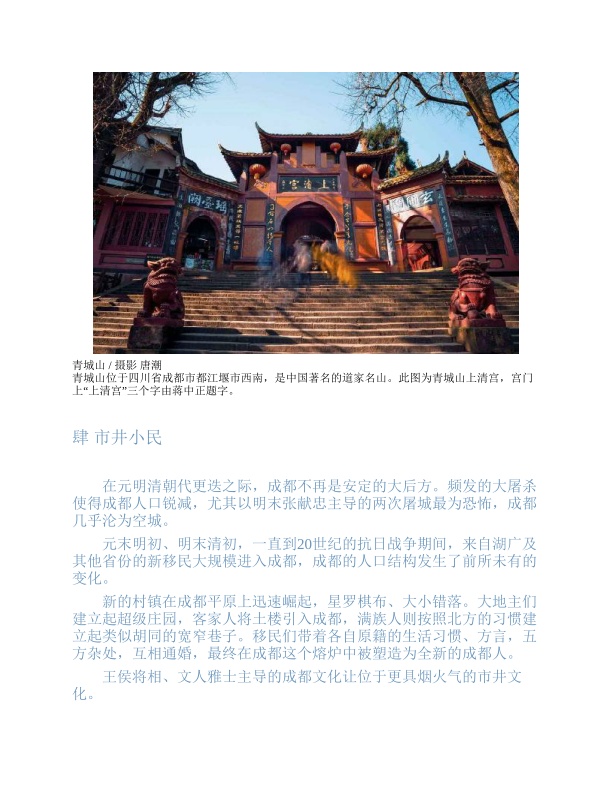 上清宫
青城山 / 摄影 唐潮
青城山位于四川省成都市都江堰市西南，是中国著名的道家名山。此图为青城山上清宫，宫门
上“上清宫”三个字由蒋中正题字。
肆 市井小民
在元明清朝代更迭之际，成都不再是安定的大后方。频发的大屠杀
使得成都人口锐减，尤其以明末张献忠主导的两次屠城最为恐怖，成都
几乎沦为空城。
元末明初、明末清初，一直到20世纪的抗日战争期间，来自湖广及
其他省份的新移民大规模进入成都，成都的人口结构发生了前所未有的
变化。
新的村镇在成都平原上迅速崛起，星罗棋布、大小错落。大地主们
建立起超级庄园，客家人将土楼引入成都，满族人则按照北方的习惯建
立起类似胡同的宽窄巷子。移民们带着各自原籍的生活习惯、方言，五
方杂处，互相通婚，最终在成都这个熔炉中被塑造为全新的成都人。
王侯将相、文人雅士主导的成都文化让位于更具烟火气的市井文
化。